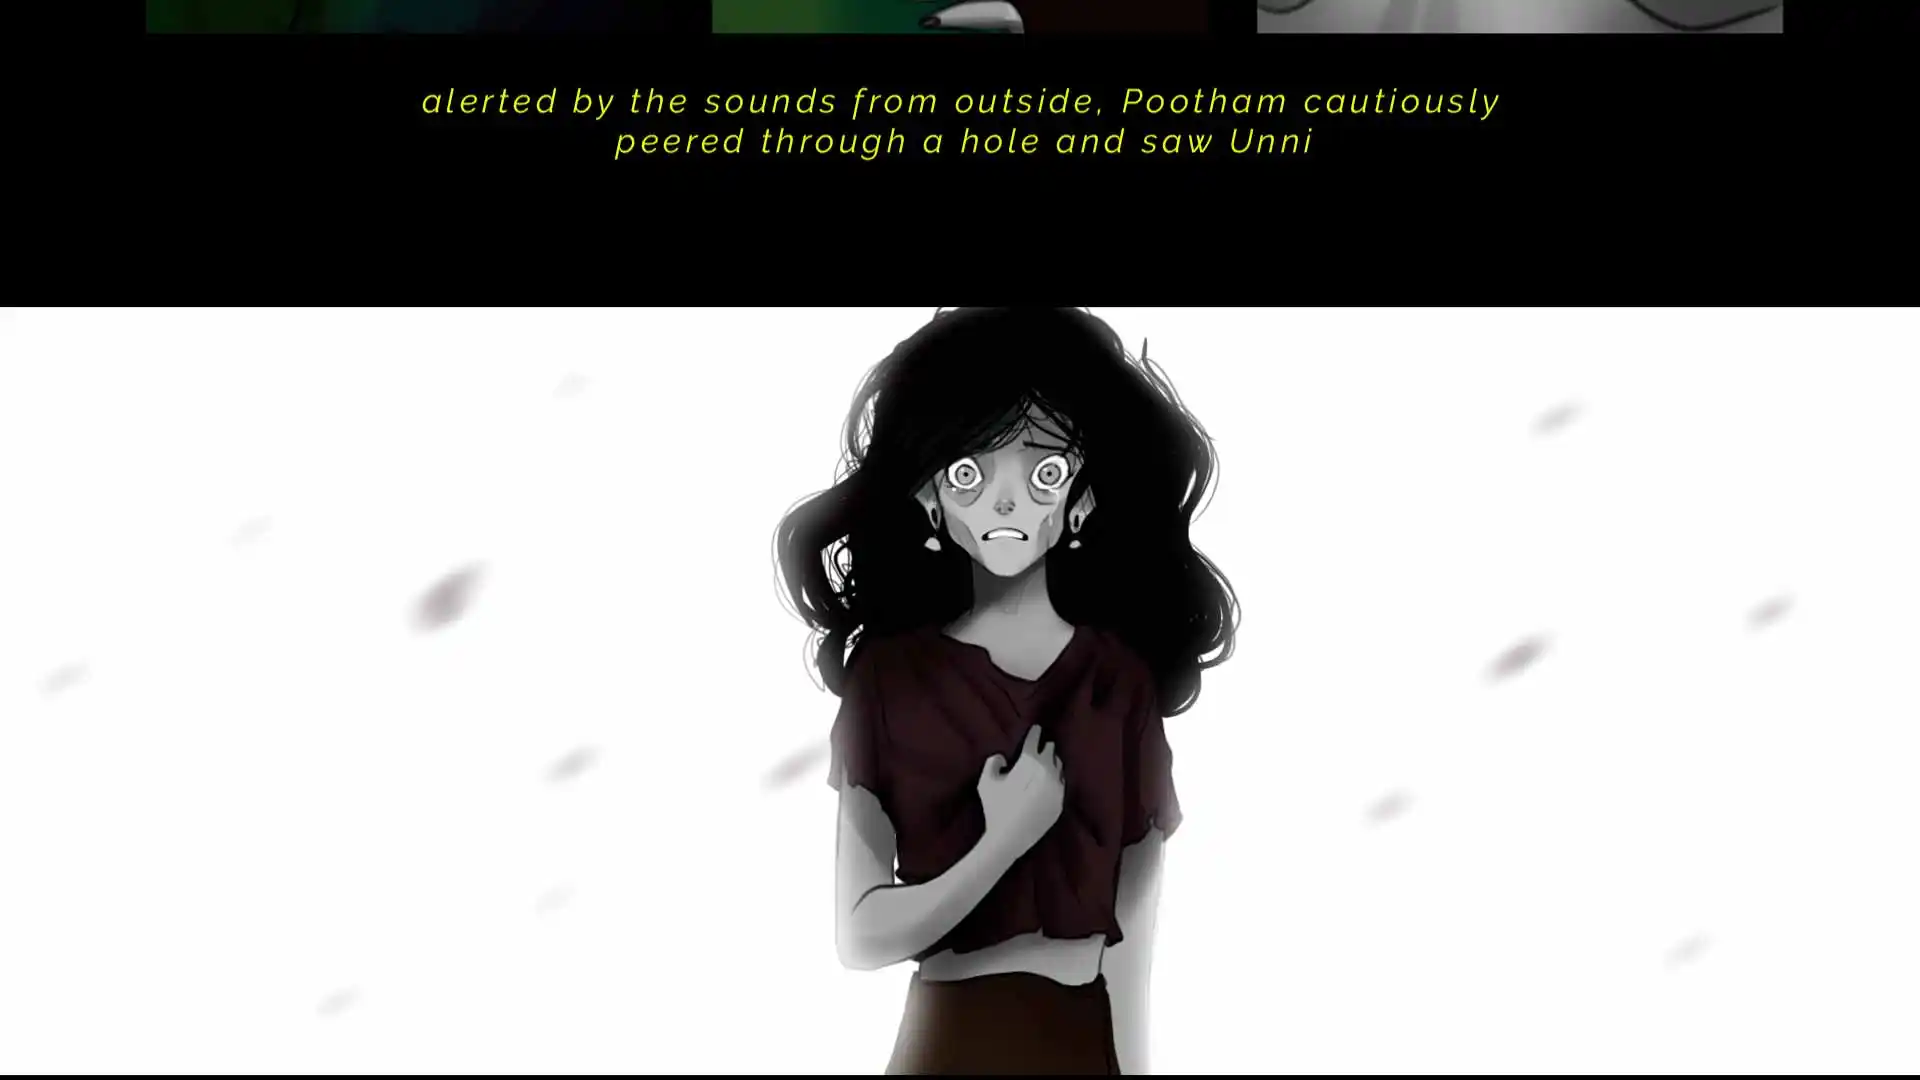 alerted by the sounds from outside, Pootham cautiously
peered through a hole and saw Unni